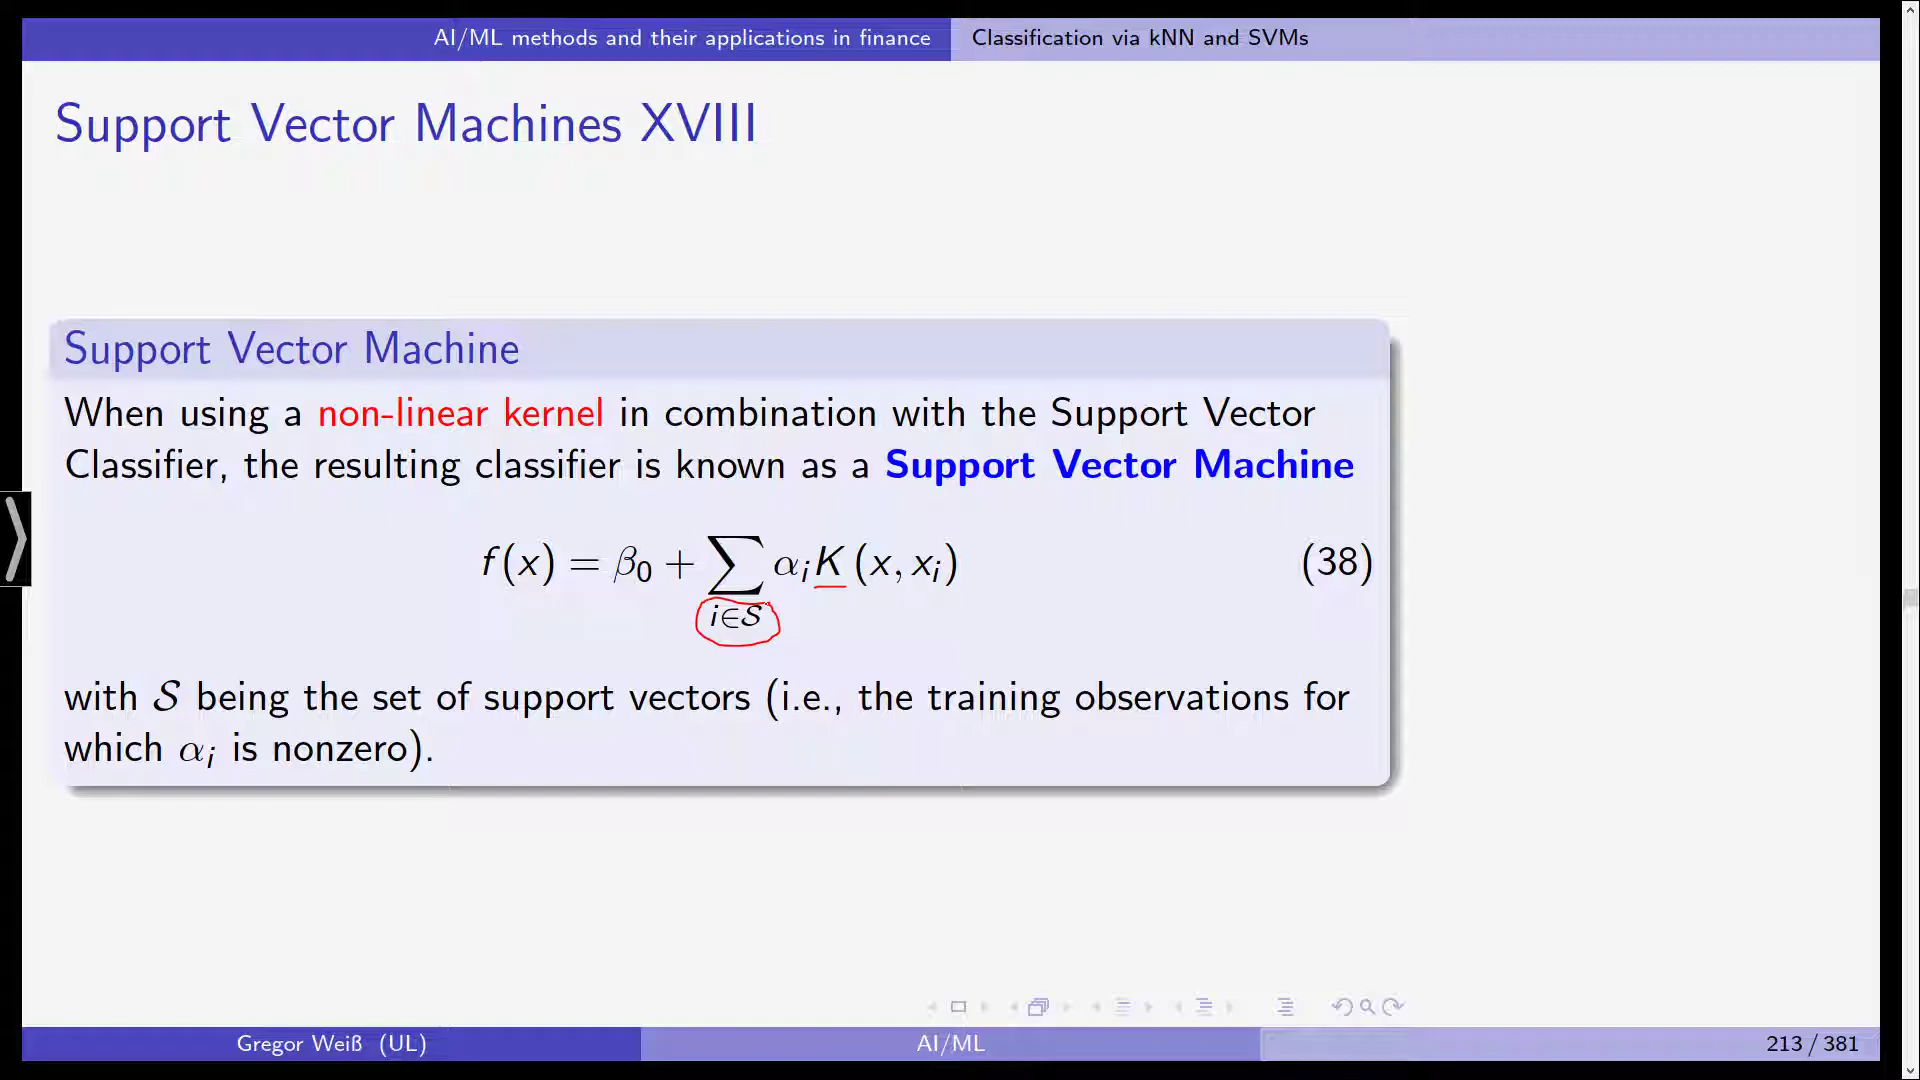 AI/ML methods and their applications in finance
Classification via kNN and SVMs
Support Vector Machines XVIII
Support Vector Machine
When using a non-linear kernel in combination with the Support Vector
Classifier, the resulting classifier is known as a Support Vector Machine
f(x) = β₀ + ∑ αᵢK(x, xᵢ) (38)
i∈𝒮
with 𝒮 being the set of support vectors (i.e., the training observations for
which αᵢ is nonzero).
Gregor Weiß (UL)
AI/ML
213 / 381